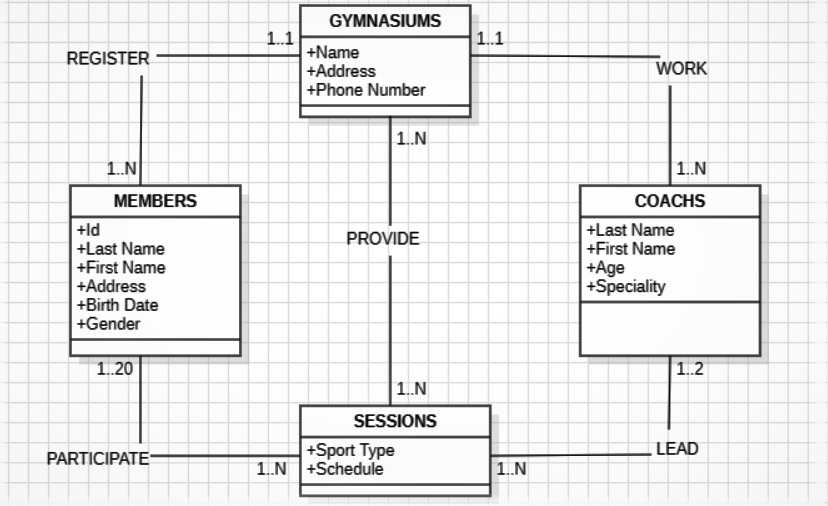 GYMNASIUMS
1..1
1..1
REGISTER
+Name
WORK
+Address
+Phone Number
1..N
1..N
1..N
MEMBERS
COACHS
+Id
+Last Name
+First Name
+Address
+Birth Date
+Gender
+Last Name
+First Name
+Age
+Speciality
PROVIDE
1..20
1..2
1..N
SESSIONS
+Sport Type
+Schedule
PARTICIPATE
LEAD
1..N
1..N